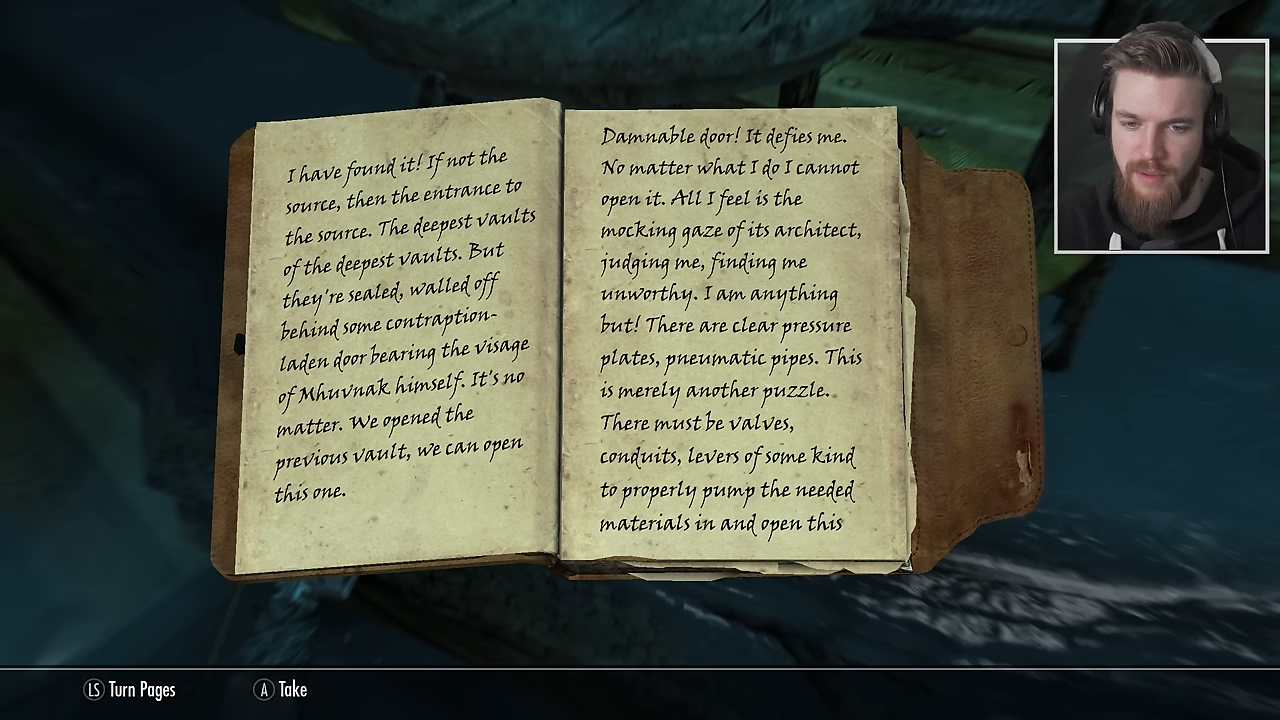 I have found it! If not the
source, then the entrance to
the source. The deepest vaults
of the deepest vaults. But
they're sealed, walled off
behind some contraption-
laden door bearing the visage
of Mhuvnak himself. It's no
matter. We opened the
previous vault, we can open
this one.
Damnable door! It defies me.
No matter what I do I cannot
open it. All I feel is the
mocking gaze of its architect,
judging me, finding me
unworthy. I am anything
but! There are clear pressure
plates, pneumatic pipes. This
is merely another puzzle.
There must be valves,
conduits, levers of some kind
to properly pump the needed
materials in and open this
LS Turn Pages
A Take